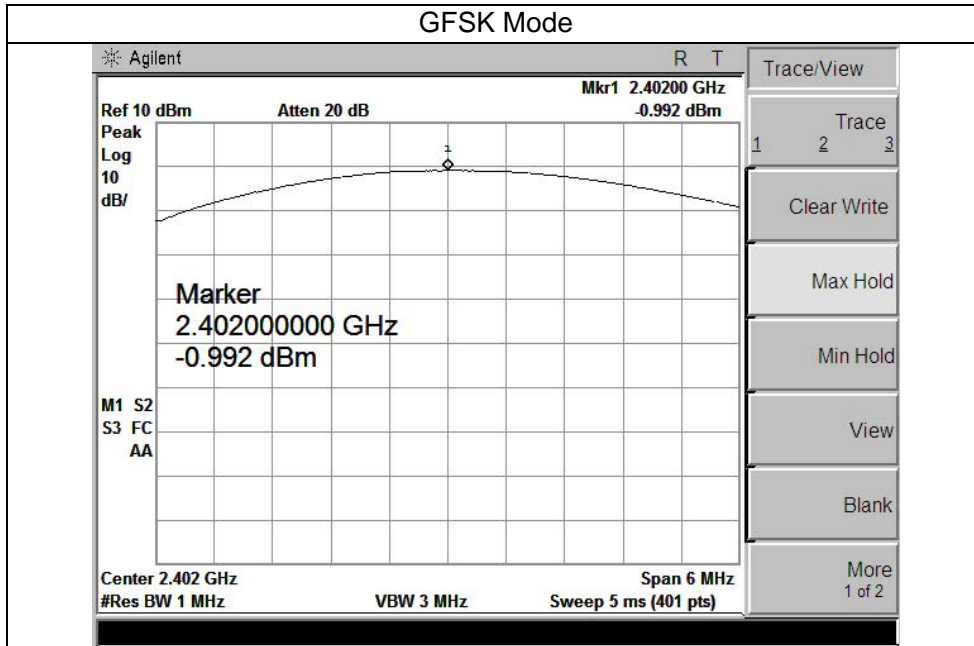 GFSK Mode
Agilent R T
Mkr1 2.40200 GHz
Ref 10 dBm Atten 20 dB -0.992 dBm
Peak
Log
10
dB/
1
Marker
2.402000000 GHz
-0.992 dBm
M1 S2
S3 FC
AA
Center 2.402 GHz Span 6 MHz
#Res BW 1 MHz VBW 3 MHz Sweep 5 ms (401 pts)
Trace/View
Trace
1 2 3
Clear Write
Max Hold
Min Hold
View
Blank
More
1 of 2